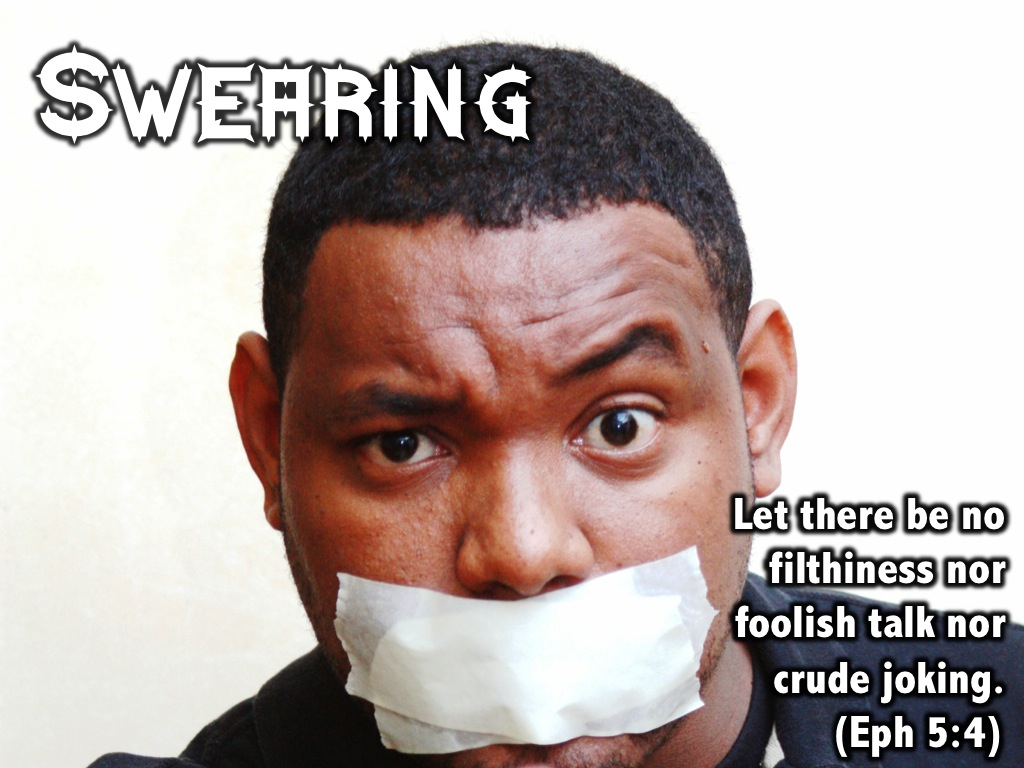 Swearing
Let there be no
filthiness nor
foolish talk nor
crude joking.
(Eph 5:4)